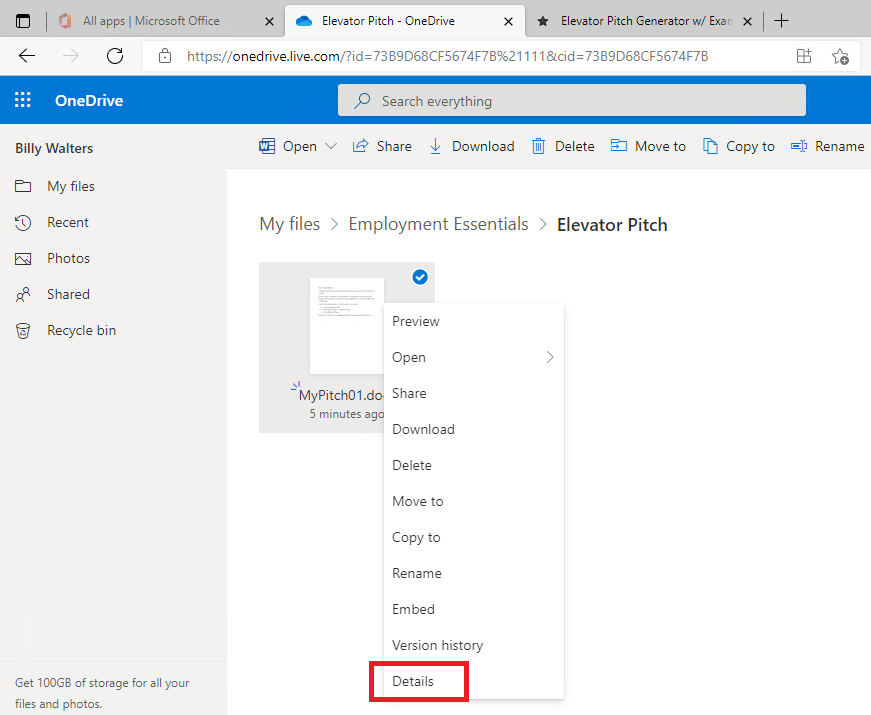 All apps | Microsoft Office
Elevator Pitch - OneDrive
Elevator Pitch Generator w/ Exam
https://onedrive.live.com/?id=73B9D68CF5674F7B%21111&cid=73B9D68CF5674F7B
OneDrive
Search everything
Billy Walters
Open
Share
Download
Delete
Move to
Copy to
Rename
My files
Recent
Photos
Shared
Recycle bin
My files > Employment Essentials > Elevator Pitch
MyPitch01.doc
5 minutes ago
Preview
Open
Share
Download
Delete
Move to
Copy to
Rename
Embed
Version history
Details
Get 100GB of storage for all your
files and photos.